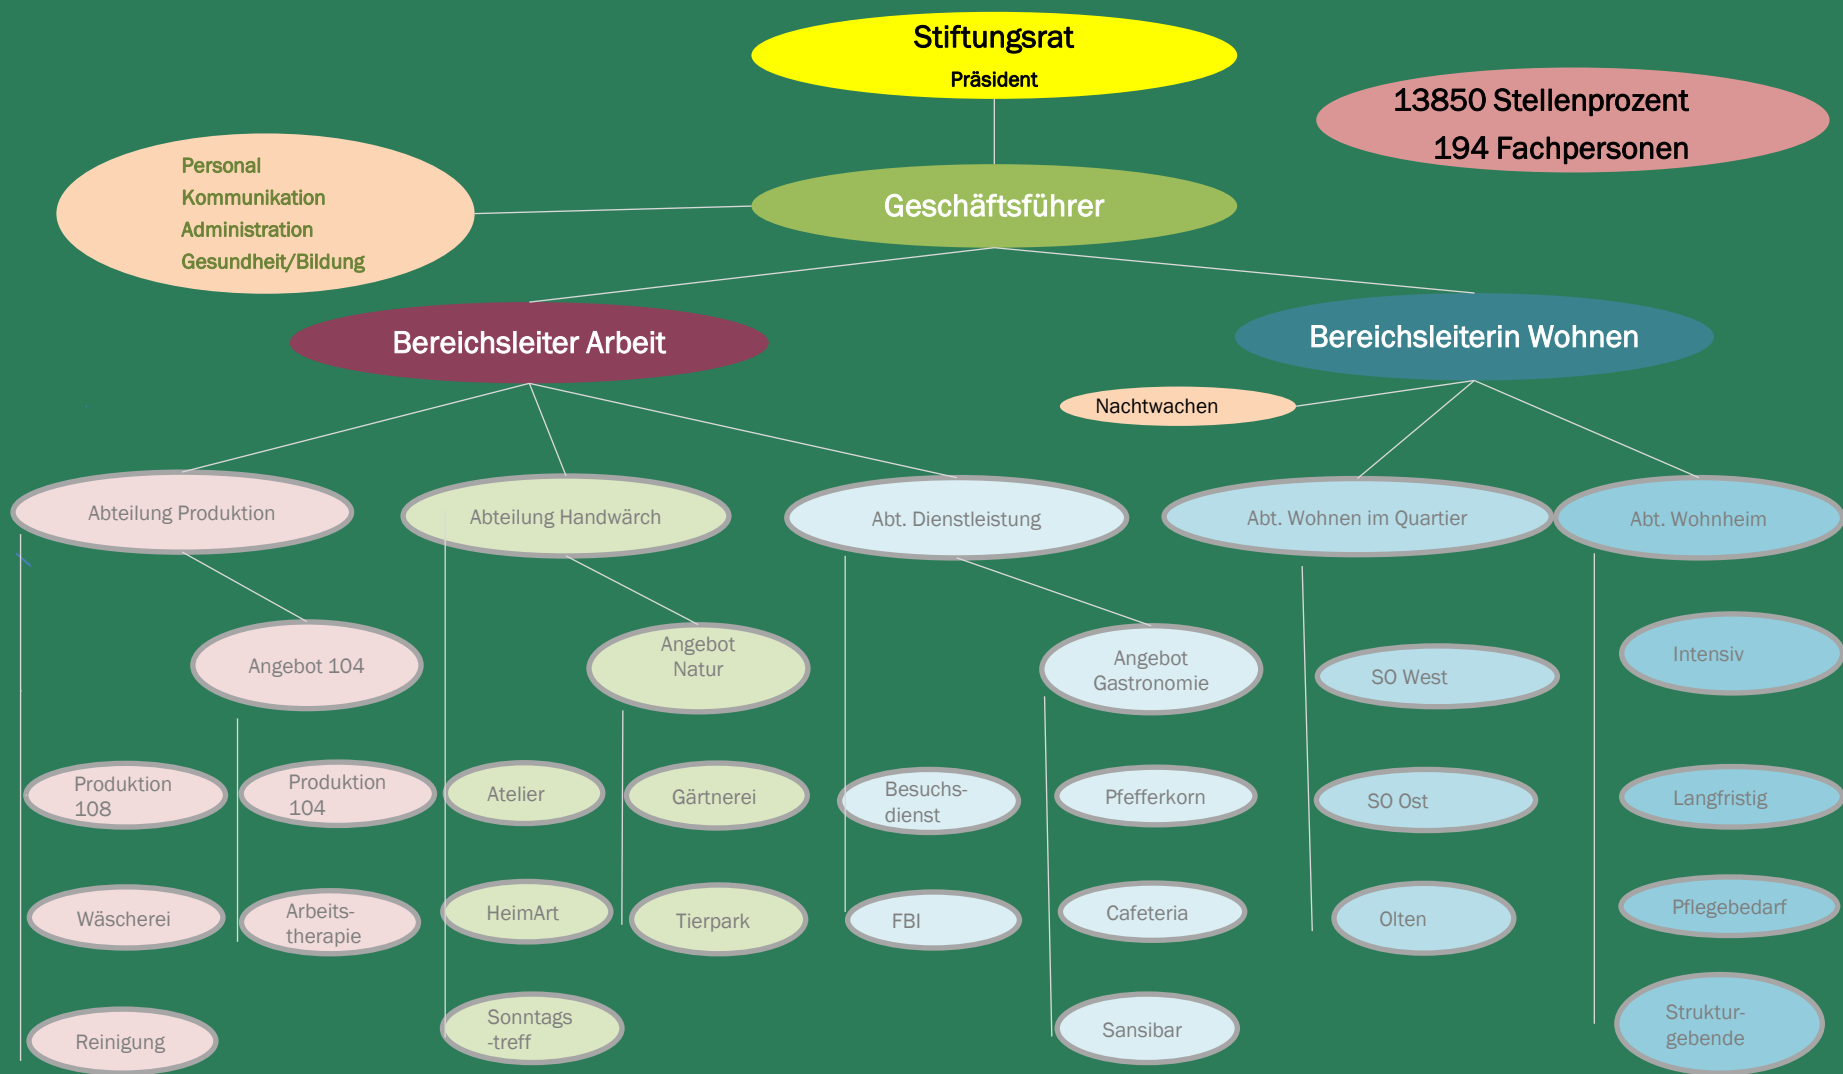 Stiftungsrat
Präsident
13850 Stellenprozent
194 Fachpersonen
Personal
Kommunikation
Administration
Gesundheit/Bildung
Geschäftsführer
Bereichsleiter Arbeit
Bereichsleiterin Wohnen
Nachtwachen
Abteilung Produktion
Abteilung Handwärch
Abt. Dienstleistung
Abt. Wohnen im Quartier
Abt. Wohnheim
Angebot 104
Angebot
Natur
Angebot
Gastronomie
SO West
Intensiv
Produktion
108
Produktion
104
Atelier
Gärtnerei
Besuchs-
dienst
Pfefferkorn
SO Ost
Langfristig
Wäscherei
Arbeits-
therapie
HeimArt
Tierpark
FBI
Cafeteria
Olten
Pflegebedarf
Reinigung
Sonntags
-treff
Sansibar
Struktur-
gebende